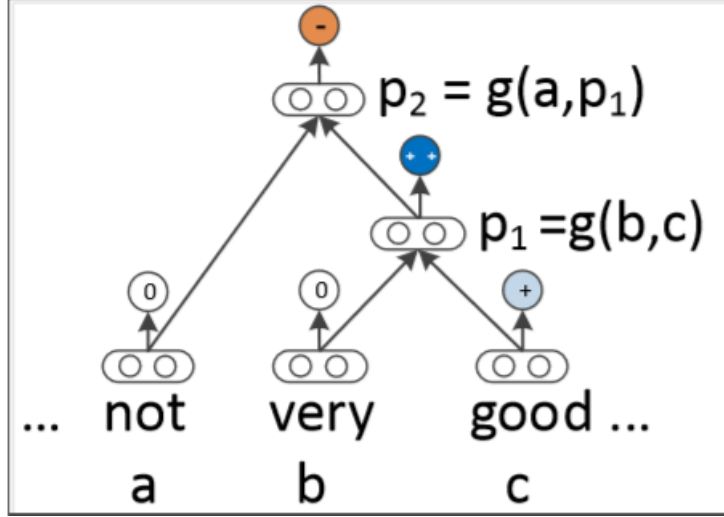 -
p₂ = g(a,p₁)
+ +
p₁ =g(b,c)
0 0 +
... not very good ...
a b c